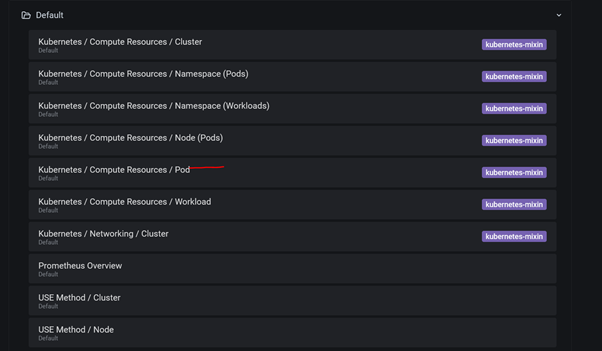 Default
Kubernetes / Compute Resources / Cluster
Default
kubernetes-mixin
Kubernetes / Compute Resources / Namespace (Pods)
Default
kubernetes-mixin
Kubernetes / Compute Resources / Namespace (Workloads)
Default
kubernetes-mixin
Kubernetes / Compute Resources / Node (Pods)
Default
kubernetes-mixin
Kubernetes / Compute Resources / Pod
Default
kubernetes-mixin
Kubernetes / Compute Resources / Workload
Default
kubernetes-mixin
Kubernetes / Networking / Cluster
Default
kubernetes-mixin
Prometheus Overview
Default
USE Method / Cluster
Default
USE Method / Node
Default